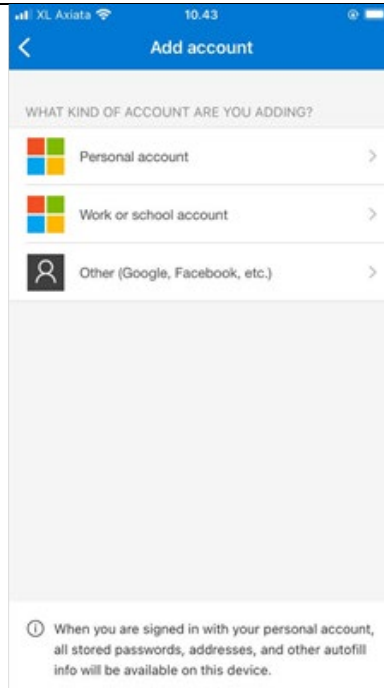 XL Axiata 10.43
Add account
WHAT KIND OF ACCOUNT ARE YOU ADDING?
Personal account
Work or school account
Other (Google, Facebook, etc.)
When you are signed in with your personal account,
all stored passwords, addresses, and other autofill
info will be available on this device.